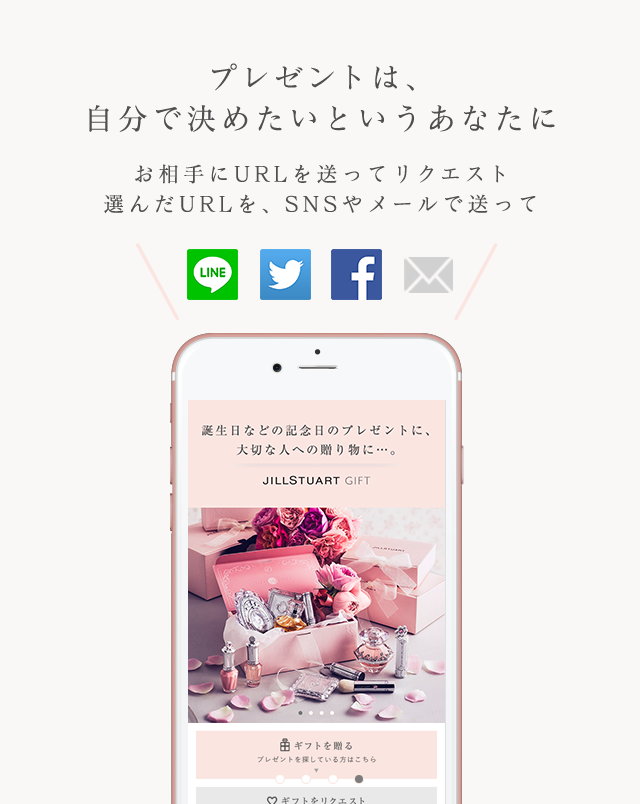 プレゼントは、
自分で決めたいというあなたに
お相手にURLを送ってリクエスト
選んだURLを、SNSやメールで送って
LINE
誕生日などの記念日のプレゼントに、
大切な人への贈り物に…。
JILLSTUART GIFT
JILLSTUART
ギフトを贈る
プレゼントを探している方はこちら
ギフトをリクエスト